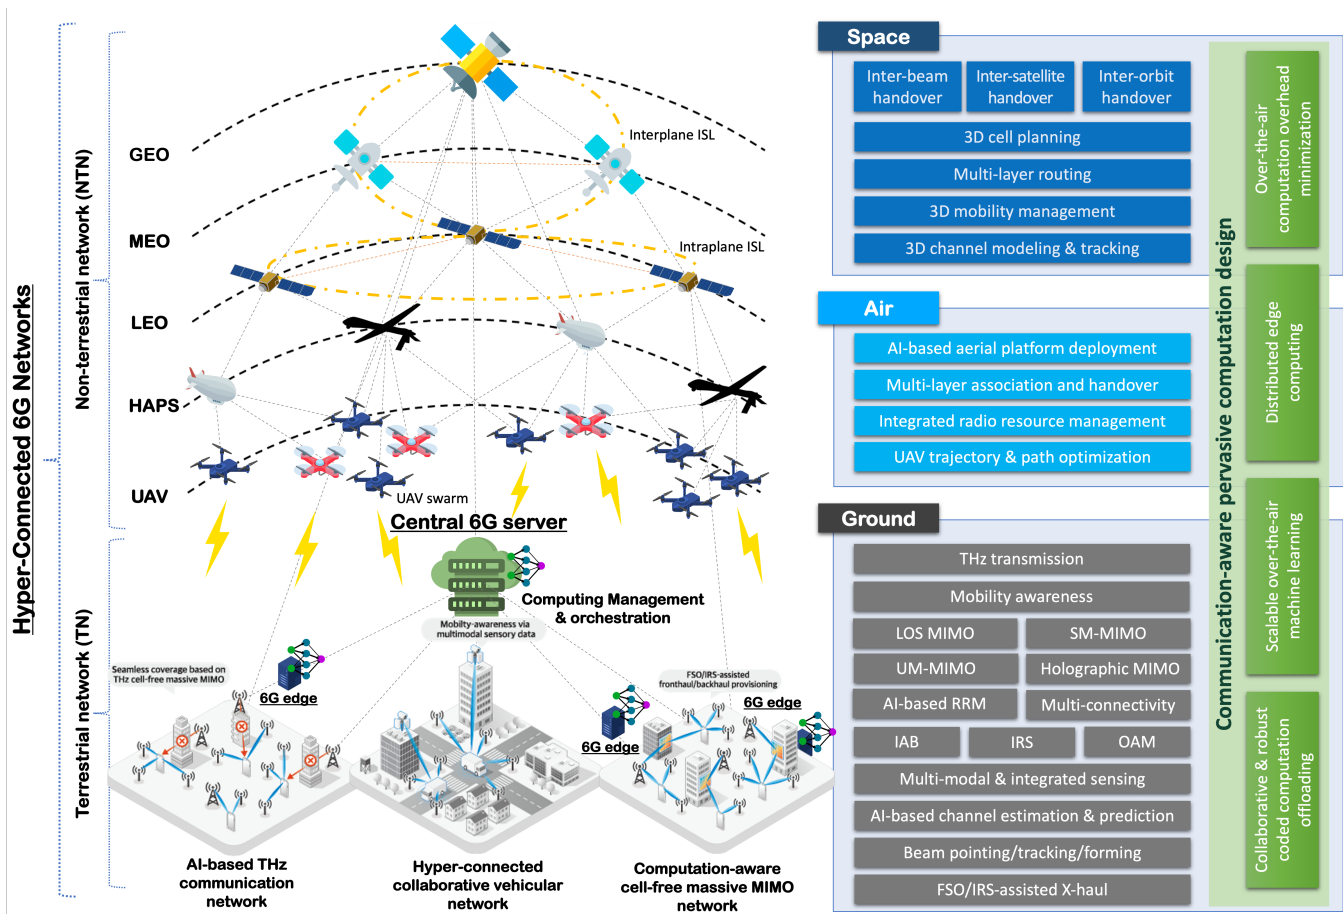 Hyper-Connected 6G Networks
Non-terrestrial network (NTN)
Terrestrial network (TN)
GEO
MEO
LEO
HAPS
UAV
Interplane ISL
Intraplane ISL
UAV swarm
Central 6G server
Computing Management
& orchestration
Mobilty-awareness via
multimodal sensory data
Seamless coverage based on
THz cell-free massive MIMO
6G edge
FSO/IRS-assisted
fronthaul/backhaul provisioning
6G edge
6G edge
AI-based THz
communication
network
Hyper-connected
collaborative vehicular
network
Computation-aware
cell-free massive MIMO
network
Space
Inter-beam
handover
Inter-satellite
handover
Inter-orbit
handover
3D cell planning
Multi-layer routing
3D mobility management
3D channel modeling & tracking
Air
AI-based aerial platform deployment
Multi-layer association and handover
Integrated radio resource management
UAV trajectory & path optimization
Ground
THz transmission
Mobility awareness
LOS MIMO
SM-MIMO
UM-MIMO
Holographic MIMO
AI-based RRM
Multi-connectivity
IAB
IRS
OAM
Multi-modal & integrated sensing
AI-based channel estimation & prediction
Beam pointing/tracking/forming
FSO/IRS-assisted X-haul
Communication-aware pervasive computation design
Over-the-air
computation overhead
minimization
Distributed edge
computing
Scalable over-the-air
machine learning
Collaborative & robust
coded computation
offloading